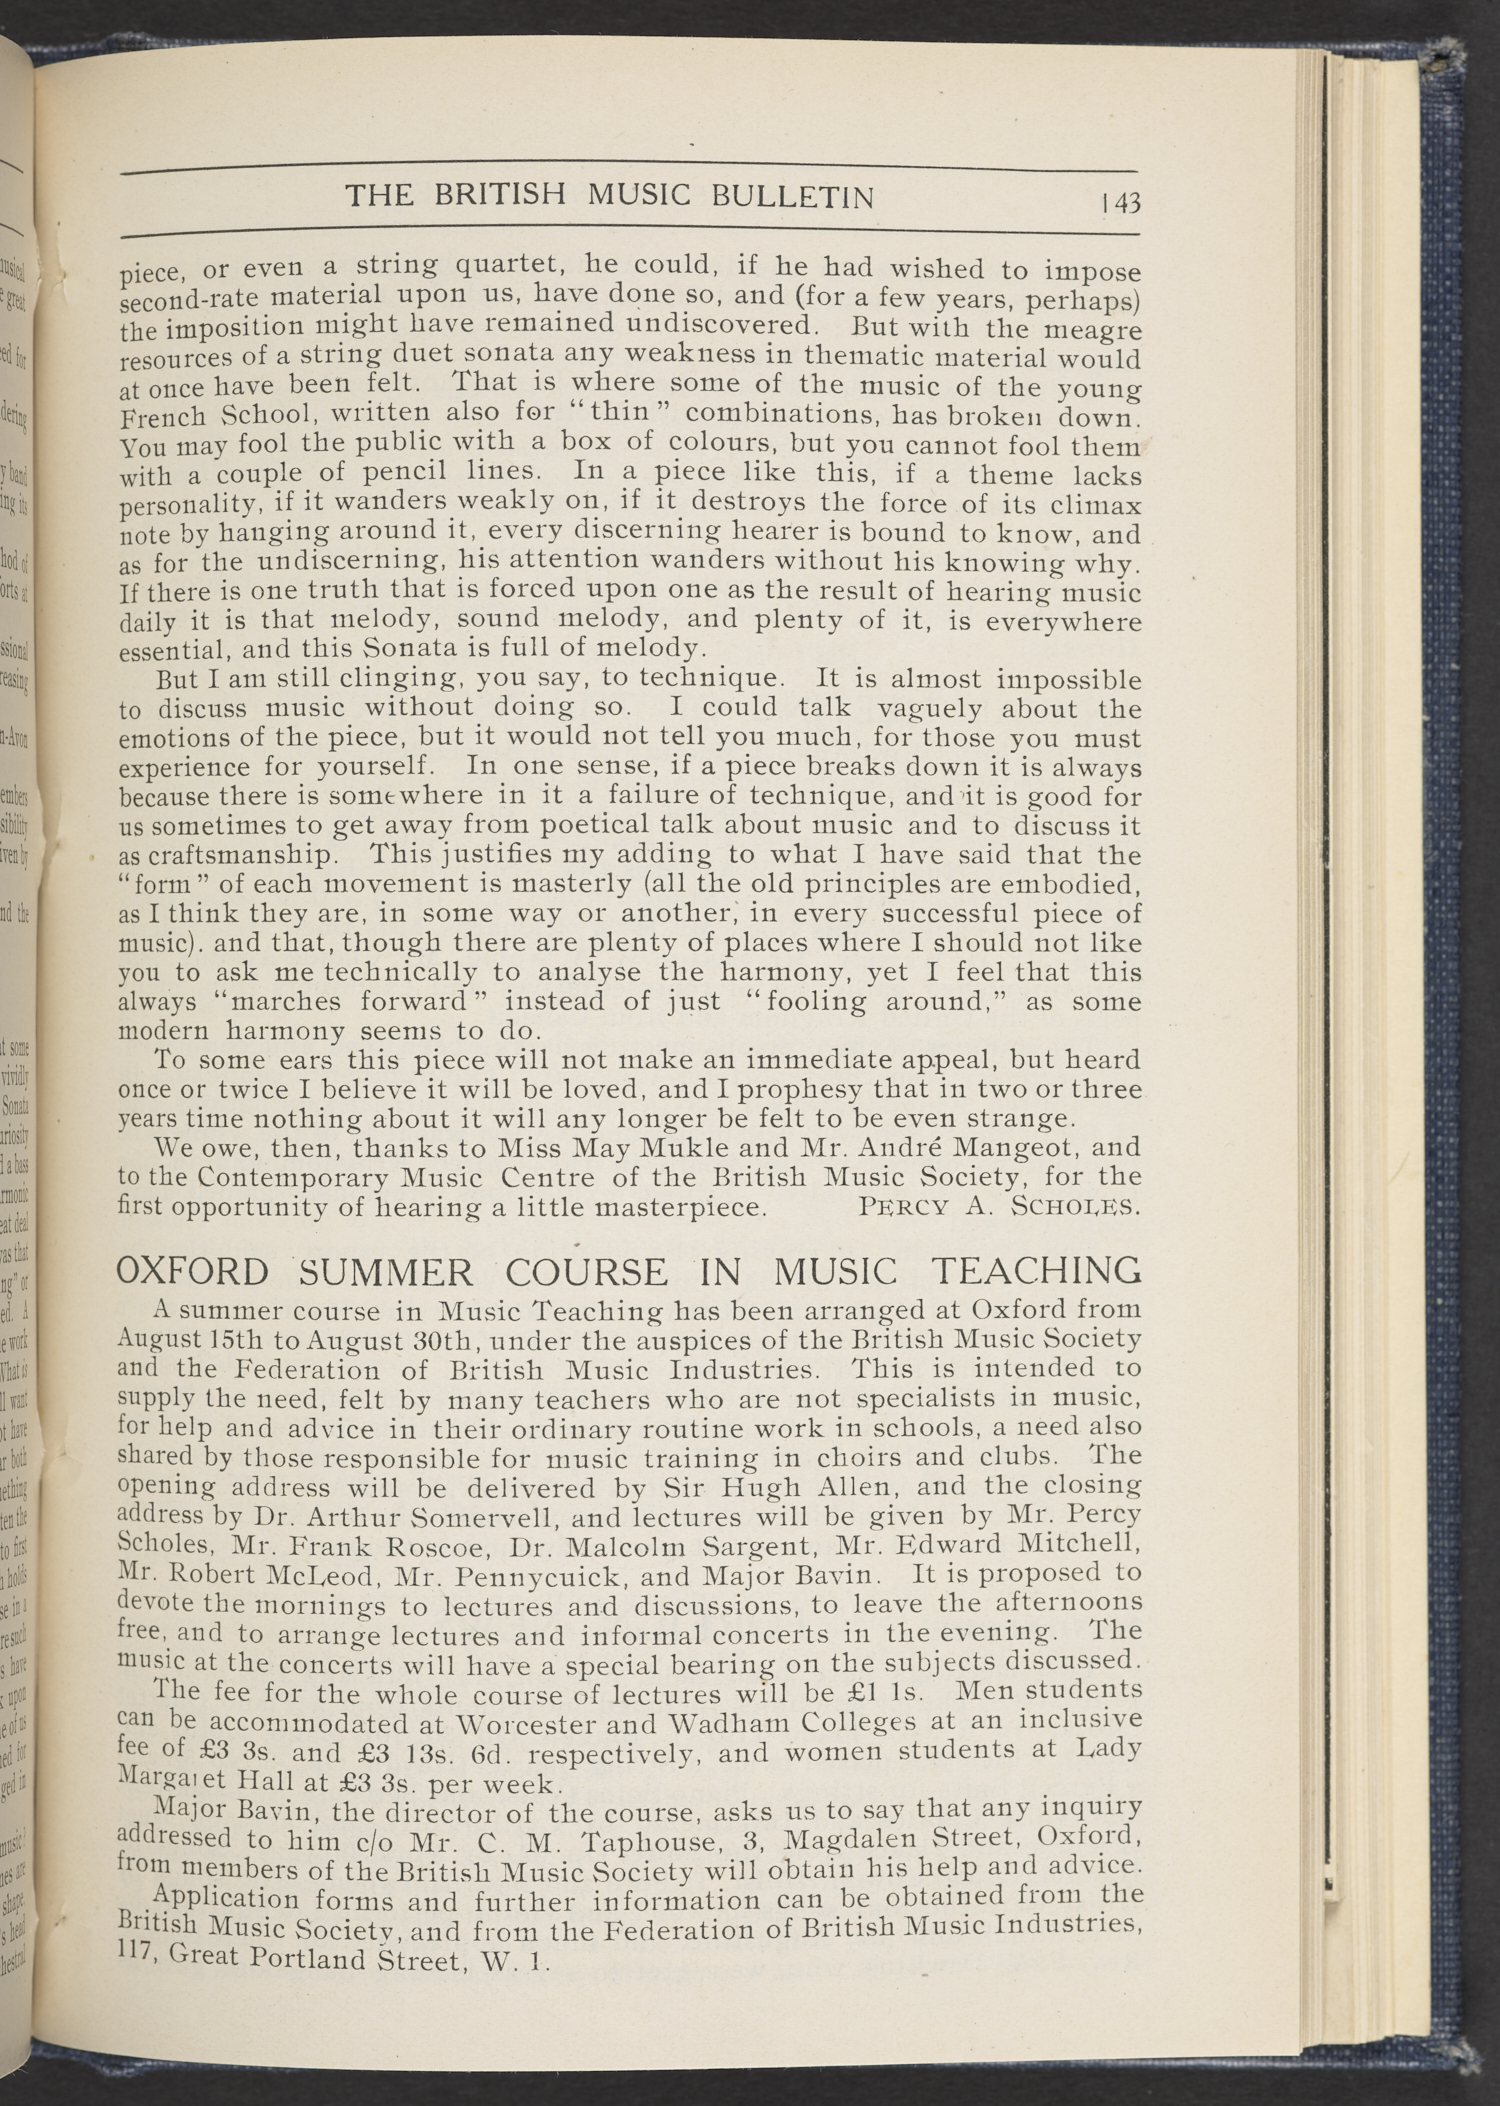 THE BRITISH MUSIC BULLETIN 143
piece, or even a string quartet, he could, if he had wished to impose
second-rate material upon us, have done so, and (for a few years, perhaps)
the imposition might have remained undiscovered. But with the meagre
resources of a string duet sonata any weakness in thematic material would
at once have been felt. That is where some of the music of the young
French School, written also for “thin” combinations, has broken down.
You may fool the public with a box of colours, but you cannot fool them
with a couple of pencil lines. In a piece like this, if a theme lacks
personality, if it wanders weakly on, if it destroys the force of its climax
note by hanging around it, every discerning hearer is bound to know, and
as for the undiscerning, his attention wanders without his knowing why.
If there is one truth that is forced upon one as the result of hearing music
daily it is that melody, sound melody, and plenty of it, is everywhere
essential, and this Sonata is full of melody.
But I am still clinging, you say, to technique. It is almost impossible
to discuss music without doing so. I could talk vaguely about the
emotions of the piece, but it would not tell you much, for those you must
experience for yourself. In one sense, if a piece breaks down it is always
because there is somewhere in it a failure of technique, and it is good for
us sometimes to get away from poetical talk about music and to discuss it
as craftsmanship. This justifies my adding to what I have said that the
“form” of each movement is masterly (all the old principles are embodied,
as I think they are, in some way or another, in every successful piece of
music). and that, though there are plenty of places where I should not like
you to ask me technically to analyse the harmony, yet I feel that this
always “marches forward” instead of just “fooling around,” as some
modern harmony seems to do.
To some ears this piece will not make an immediate appeal, but heard
once or twice I believe it will be loved, and I prophesy that in two or three
years time nothing about it will any longer be felt to be even strange.
We owe, then, thanks to Miss May Mukle and Mr. André Mangeot, and
to the Contemporary Music Centre of the British Music Society, for the
first opportunity of hearing a little masterpiece. PERCY A. SCHOLES.
OXFORD SUMMER COURSE IN MUSIC TEACHING
A summer course in Music Teaching has been arranged at Oxford from
August 15th to August 30th, under the auspices of the British Music Society
and the Federation of British Music Industries. This is intended to
supply the need, felt by many teachers who are not specialists in music,
for help and advice in their ordinary routine work in schools, a need also
shared by those responsible for music training in choirs and clubs. The
opening address will be delivered by Sir Hugh Allen, and the closing
address by Dr. Arthur Somervell, and lectures will be given by Mr. Percy
Scholes, Mr. Frank Roscoe, Dr. Malcolm Sargent, Mr. Edward Mitchell,
Mr. Robert McLeod, Mr. Pennycuick, and Major Bavin. It is proposed to
devote the mornings to lectures and discussions, to leave the afternoons
free, and to arrange lectures and informal concerts in the evening. The
music at the concerts will have a special bearing on the subjects discussed.
The fee for the whole course of lectures will be £1 1s. Men students
can be accommodated at Worcester and Wadham Colleges at an inclusive
fee of £3 3s. and £3 13s. 6d. respectively, and women students at Lady
Margaret Hall at £3 3s. per week.
Major Bavin, the director of the course, asks us to say that any inquiry
addressed to him c/o Mr. C. M. Taphouse, 3, Magdalen Street, Oxford,
from members of the British Music Society will obtain his help and advice.
Application forms and further information can be obtained from the
British Music Society, and from the Federation of British Music Industries,
117, Great Portland Street, W. 1.